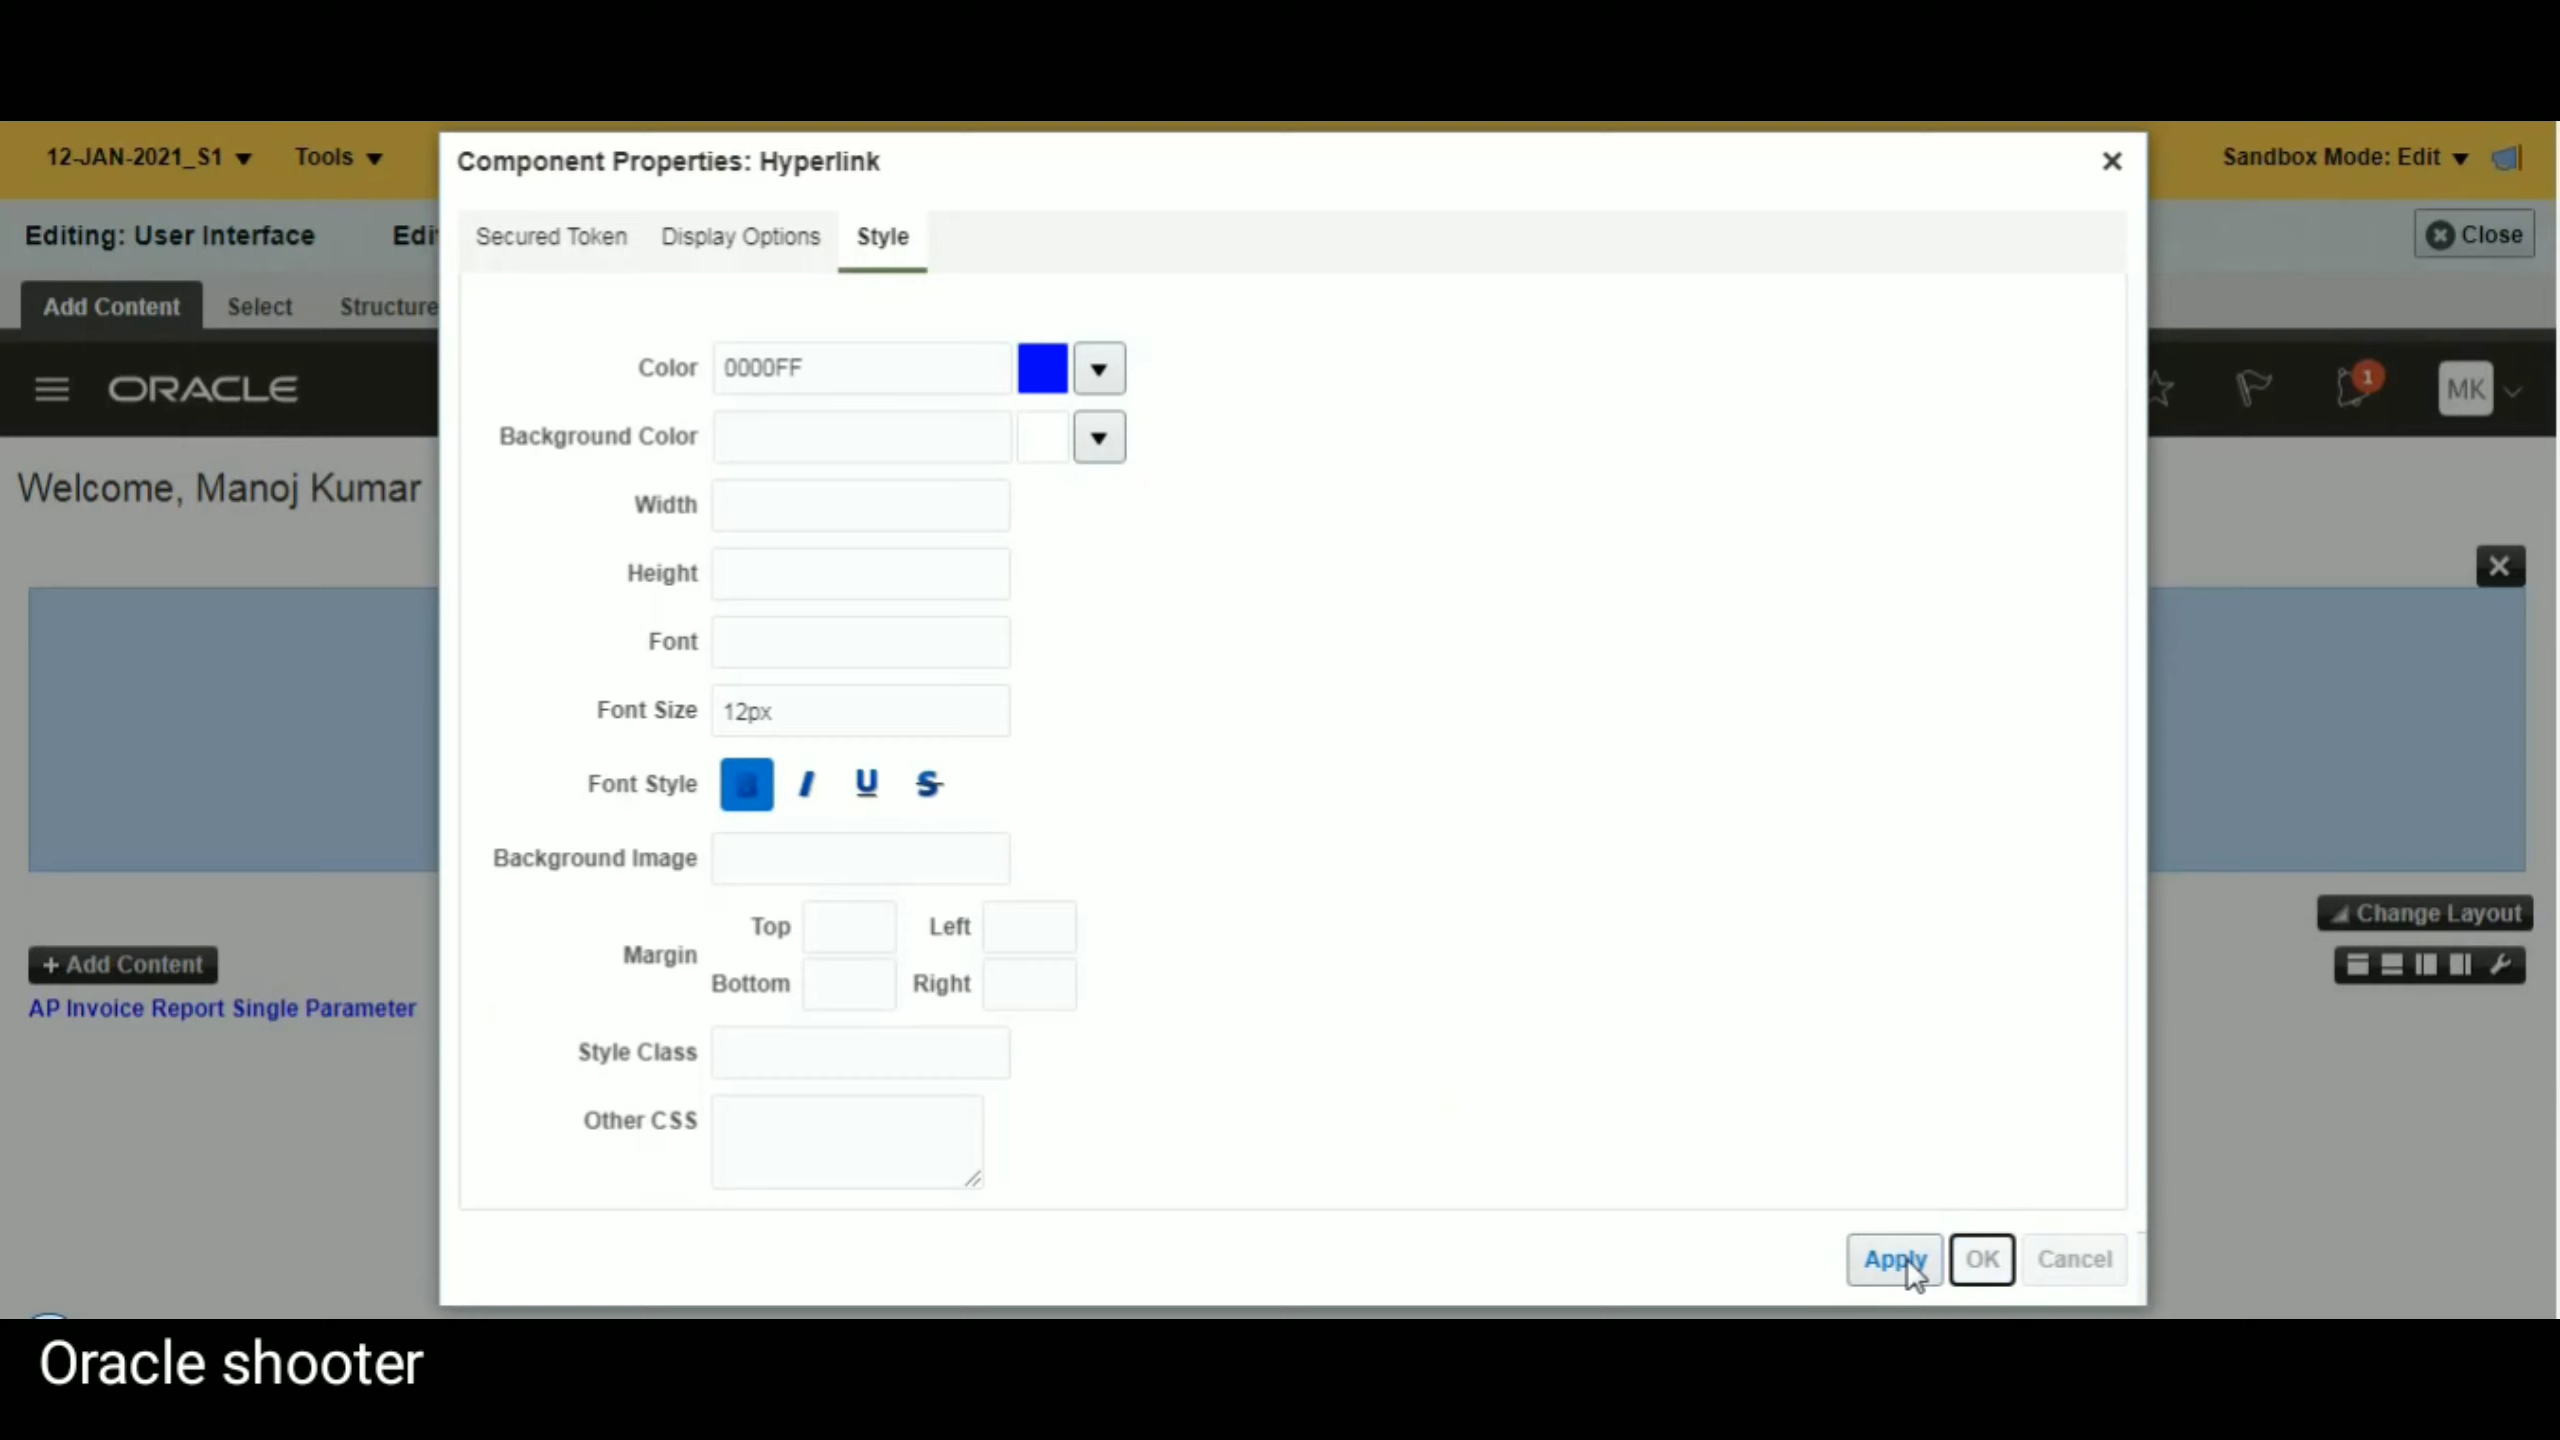 12-JAN-2021_S1 Tools Sandbox Mode: Edit
Component Properties: Hyperlink
Editing: User Interface Edi Close
Secured Token Display Options Style
Add Content Select Structure
ORACLE 1 MK
Welcome, Manoj Kumar
Color 0000FF
Background Color
Width
Height
Font
Font Size 12px
Font Style B I U S
Background Image
Margin Top Left
Bottom Right
Style Class
Other CSS
Change Layout
+ Add Content
AP Invoice Report Single Parameter
Apply OK Cancel
Oracle shooter